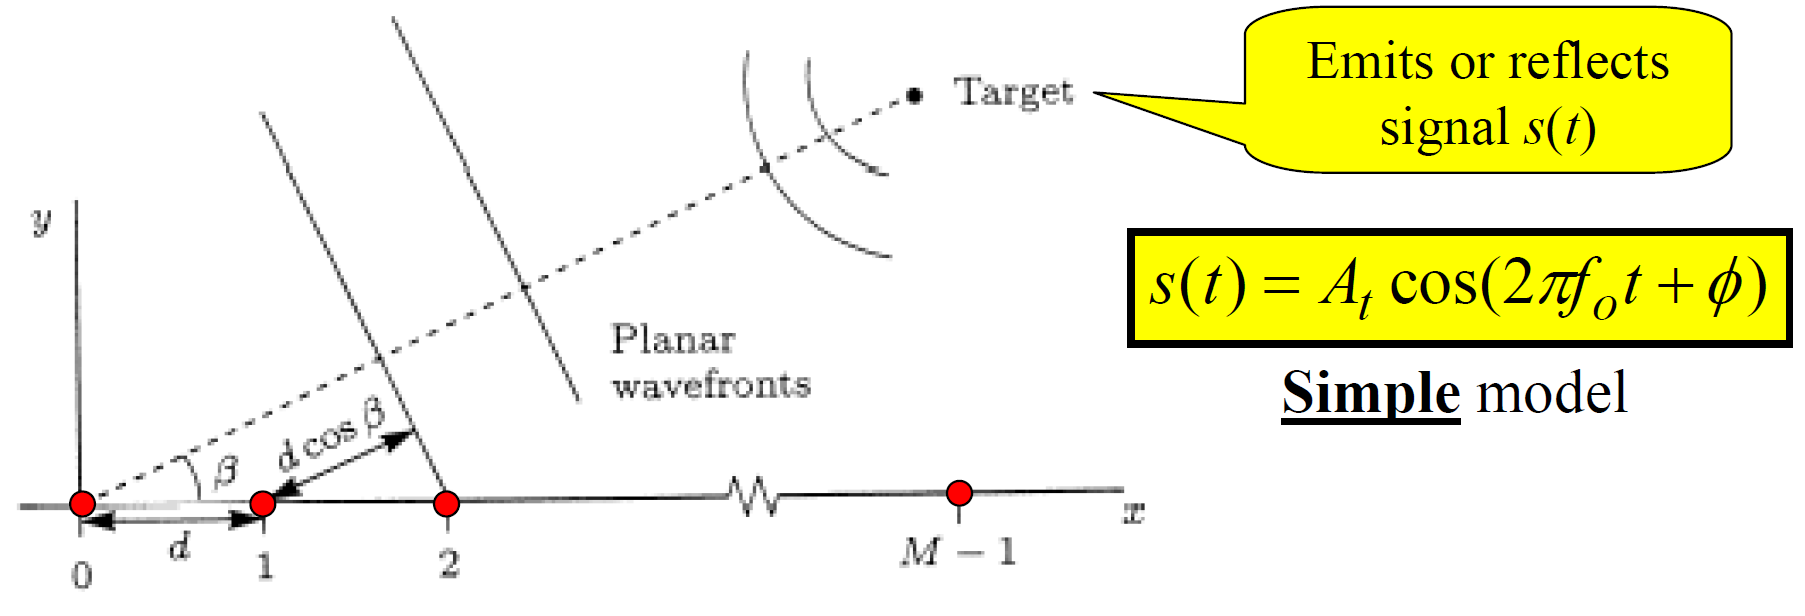 Emits or reflects
signal s(t)
Target
y
s(t) = A_t cos(2πf_o t + ϕ)
Planar
wavefronts
Simple model
β
d cos β
d
x
0
1
2
M − 1